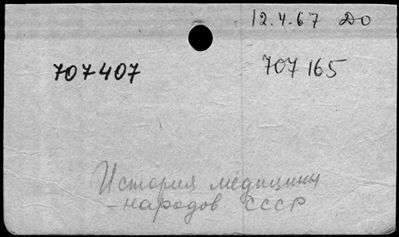 12.4.67 До
707407 707165
История медицины
- народов СССР